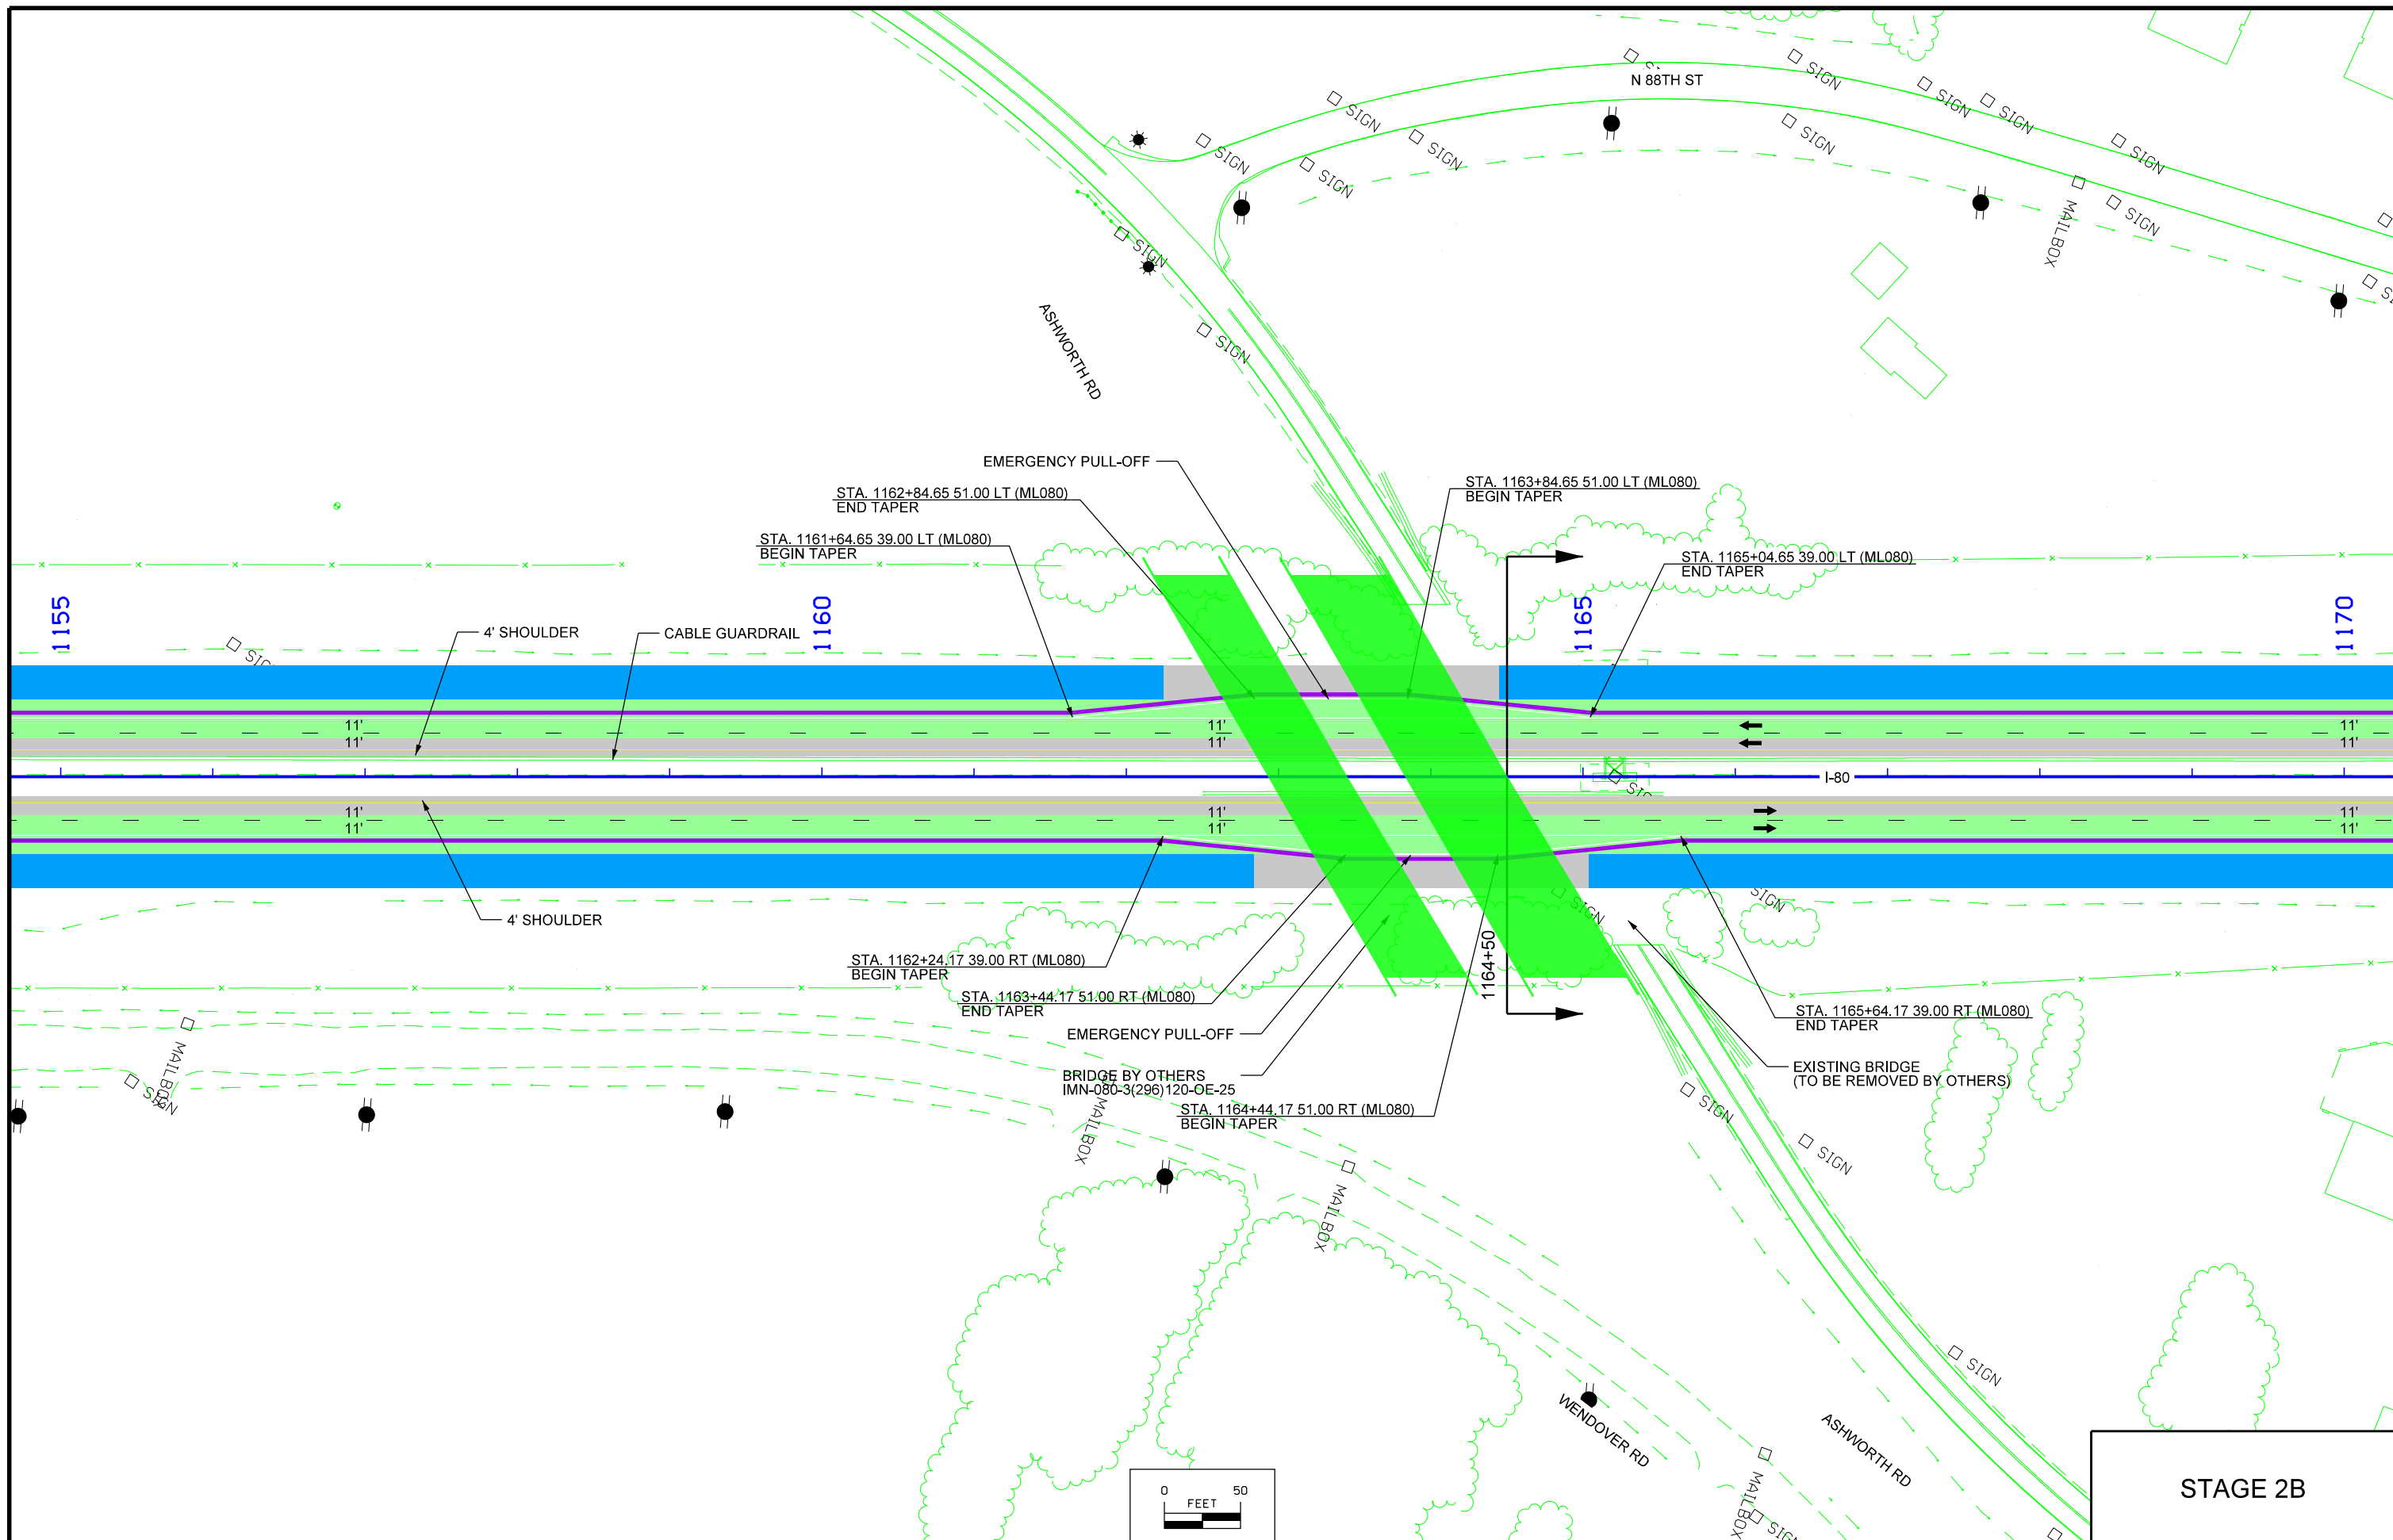 N 88TH ST
SIGN
SIGN
SIGN
SIGN
SIGN
SIGN
SIGN
SIGN
SIGN
SIGN
SIGN
MAILBOX
SIGN
SIGN
SIGN
ASHWORTH RD
EMERGENCY PULL-OFF
STA. 1162+84.65 51.00 LT (ML080)
END TAPER
STA. 1163+84.65 51.00 LT (ML080)
BEGIN TAPER
STA. 1161+64.65 39.00 LT (ML080)
BEGIN TAPER
STA. 1165+04.65 39.00 LT (ML080)
END TAPER
1155
1160
1165
1170
4' SHOULDER
CABLE GUARDRAIL
11'
11'
11'
11'
11'
11'
I-80
11'
11'
11'
11'
11'
11'
4' SHOULDER
SIGN
SIGN
1164+50
STA. 1162+24.17 39.00 RT (ML080)
BEGIN TAPER
STA. 1163+44.17 51.00 RT (ML080)
END TAPER
STA. 1165+64.17 39.00 RT (ML080)
END TAPER
EMERGENCY PULL-OFF
EXISTING BRIDGE
(TO BE REMOVED BY OTHERS)
BRIDGE BY OTHERS
IMN-080-3(296)120-OE-25
STA. 1164+44.17 51.00 RT (ML080)
BEGIN TAPER
MAILBOX
SIGN
MAILBOX
SIGN
SIGN
MAILBOX
SIGN
WENDOVER RD
ASHWORTH RD
MAILBOX
0 50
FEET
STAGE 2B